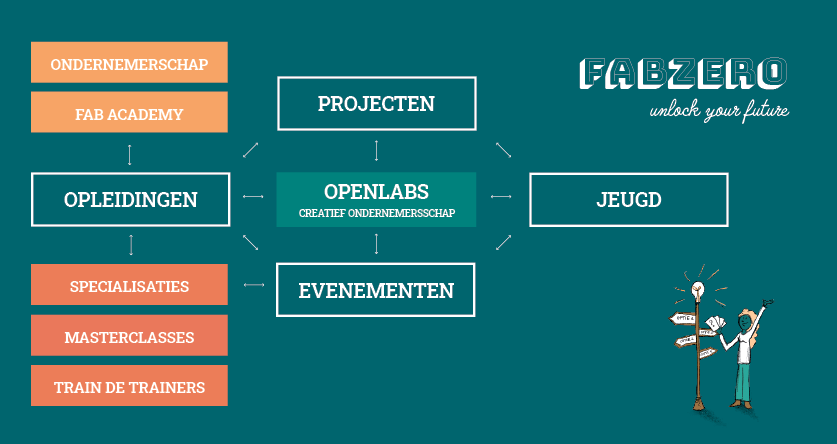 ONDERNEMERSCHAP
FAB ACADEMY
OPLEIDINGEN
SPECIALISATIES
MASTERCLASSES
TRAIN DE TRAINERS
PROJECTEN
OPENLABS
CREATIEF ONDERNEMERSSCHAP
EVENEMENTEN
JEUGD
FABZERO
unlock your future